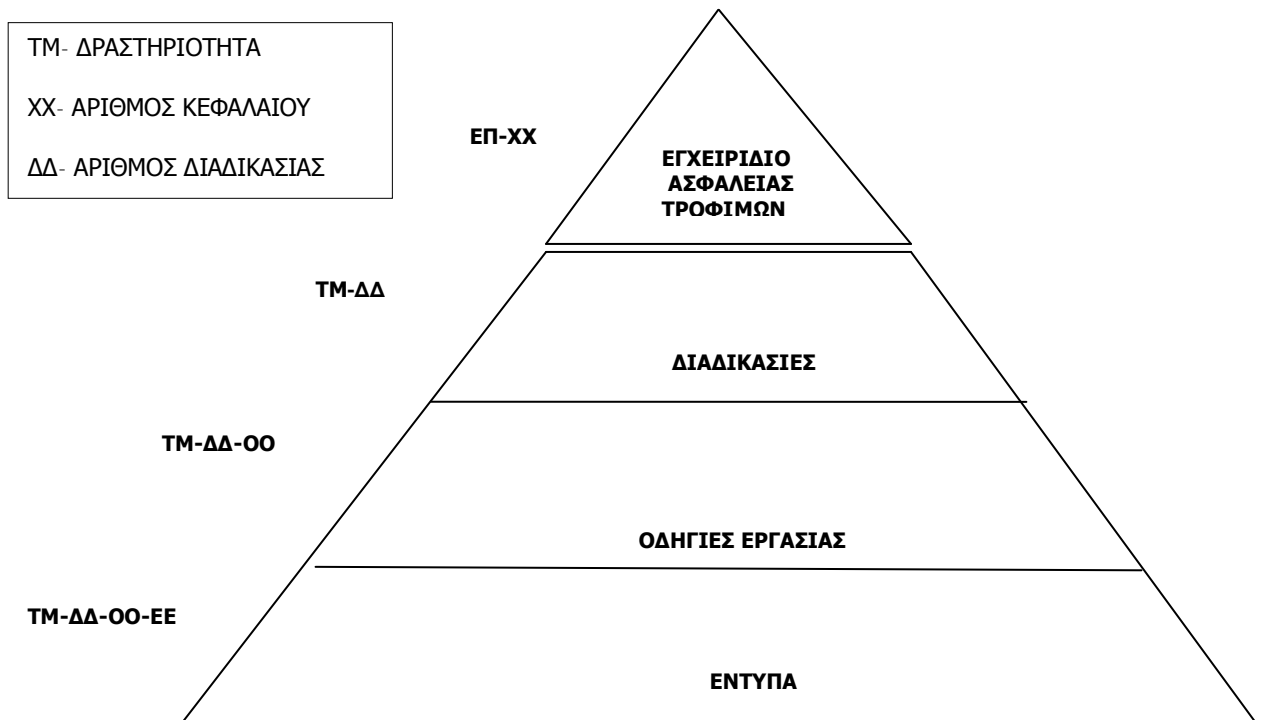 ΤΜ- ΔΡΑΣΤΗΡΙΟΤΗΤΑ
ΧΧ- ΑΡΙΘΜΟΣ ΚΕΦΑΛΑΙΟΥ
ΔΔ- ΑΡΙΘΜΟΣ ΔΙΑΔΙΚΑΣΙΑΣ
ΕΠ-ΧΧ
ΕΓΧΕΙΡΙΔΙΟ
ΑΣΦΑΛΕΙΑΣ
ΤΡΟΦΙΜΩΝ
ΤΜ-ΔΔ
ΔΙΑΔΙΚΑΣΙΕΣ
ΤΜ-ΔΔ-ΟΟ
ΟΔΗΓΙΕΣ ΕΡΓΑΣΙΑΣ
ΤΜ-ΔΔ-ΟΟ-ΕΕ
ΕΝΤΥΠΑ